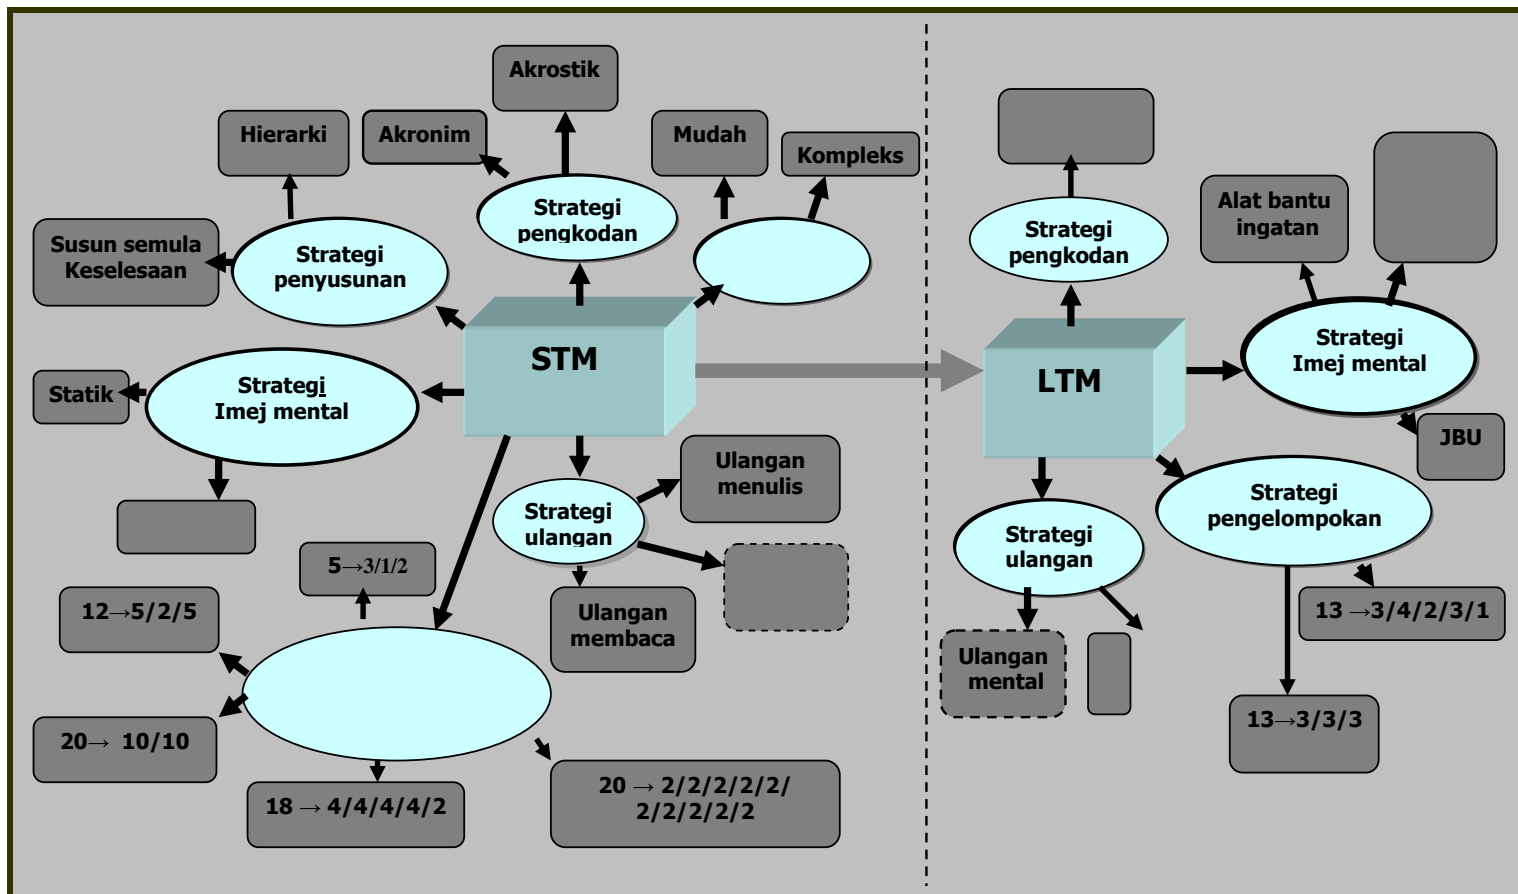 Akrostik
Hierarki
Akronim
Mudah
Kompleks
Strategi
pengkodan
Susun semula
Keselesaan
Strategi
penyusunan
STM
Statik
Strategi
Imej mental
Ulangan
menulis
Strategi
ulangan
5→3/1/2
12→5/2/5
Ulangan
membaca
20→ 10/10
18 → 4/4/4/4/2
20 → 2/2/2/2/2/
2/2/2/2/2
Alat bantu
ingatan
Strategi
pengkodan
Strategi
Imej mental
LTM
JBU
Strategi
pengelompokan
Strategi
ulangan
13 →3/4/2/3/1
Ulangan
mental
13→3/3/3